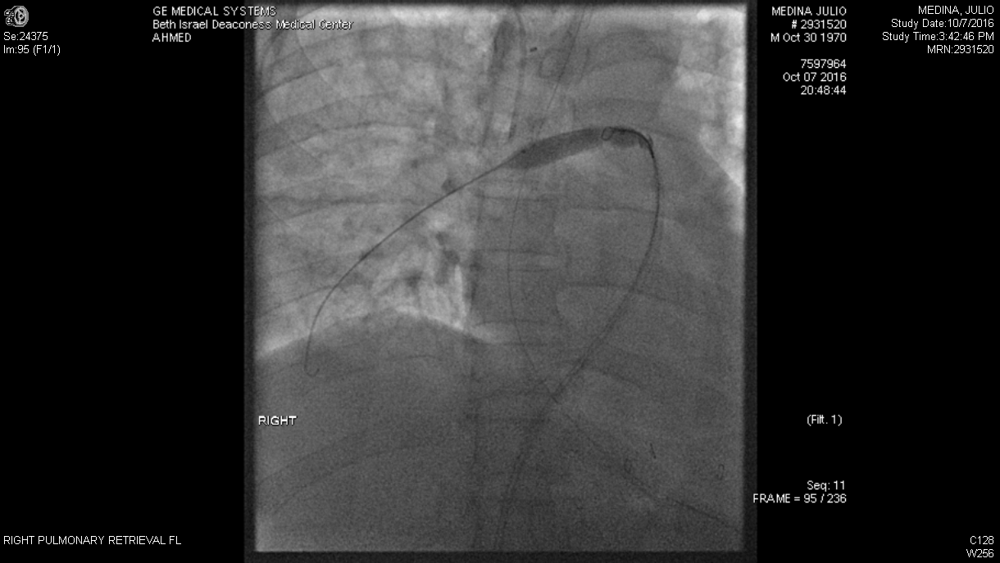 GE MEDICAL SYSTEMS
Beth Israel Deaconess Medical Center
AHMED
Se:24375
Im:95 (F1/1)
MEDINA JULIO
# 2931520
M Oct 30 1970
7597964
Oct 07 2016
20:48:44
MEDINA, JULIO
Study Date:10/7/2016
Study Time:3:42:46 PM
MRN:2931520
RIGHT
(Filt. 1)
Seq: 11
FRAME = 95 / 236
RIGHT PULMONARY RETRIEVAL FL
C128
W256